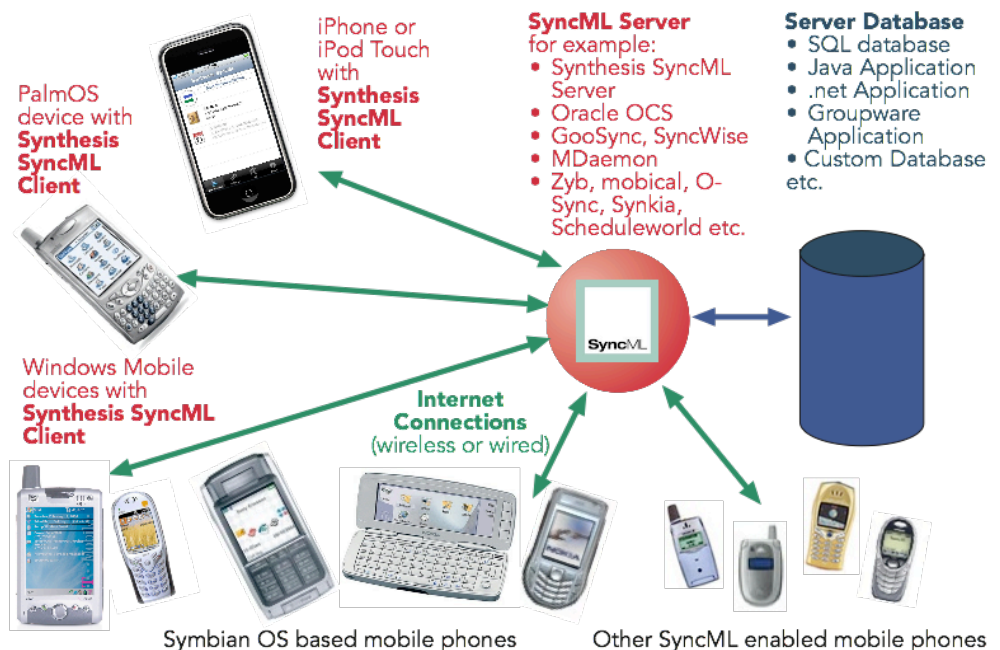 iPhone or
iPod Touch
with
Synthesis
SyncML
Client
PalmOS
device with
Synthesis
SyncML
Client
SyncML Server
for example:
• Synthesis SyncML
Server
• Oracle OCS
• GooSync, SyncWise
• MDaemon
• Zyb, mobical, O-
Sync, Synkia,
Scheduleworld etc.
Server Database
• SQL database
• Java Application
• .net Application
• Groupware
Application
• Custom Database
etc.
SyncML
Windows Mobile
devices with
Synthesis SyncML
Client
Internet
Connections
(wireless or wired)
NOKIA
Symbian OS based mobile phones
Other SyncML enabled mobile phones